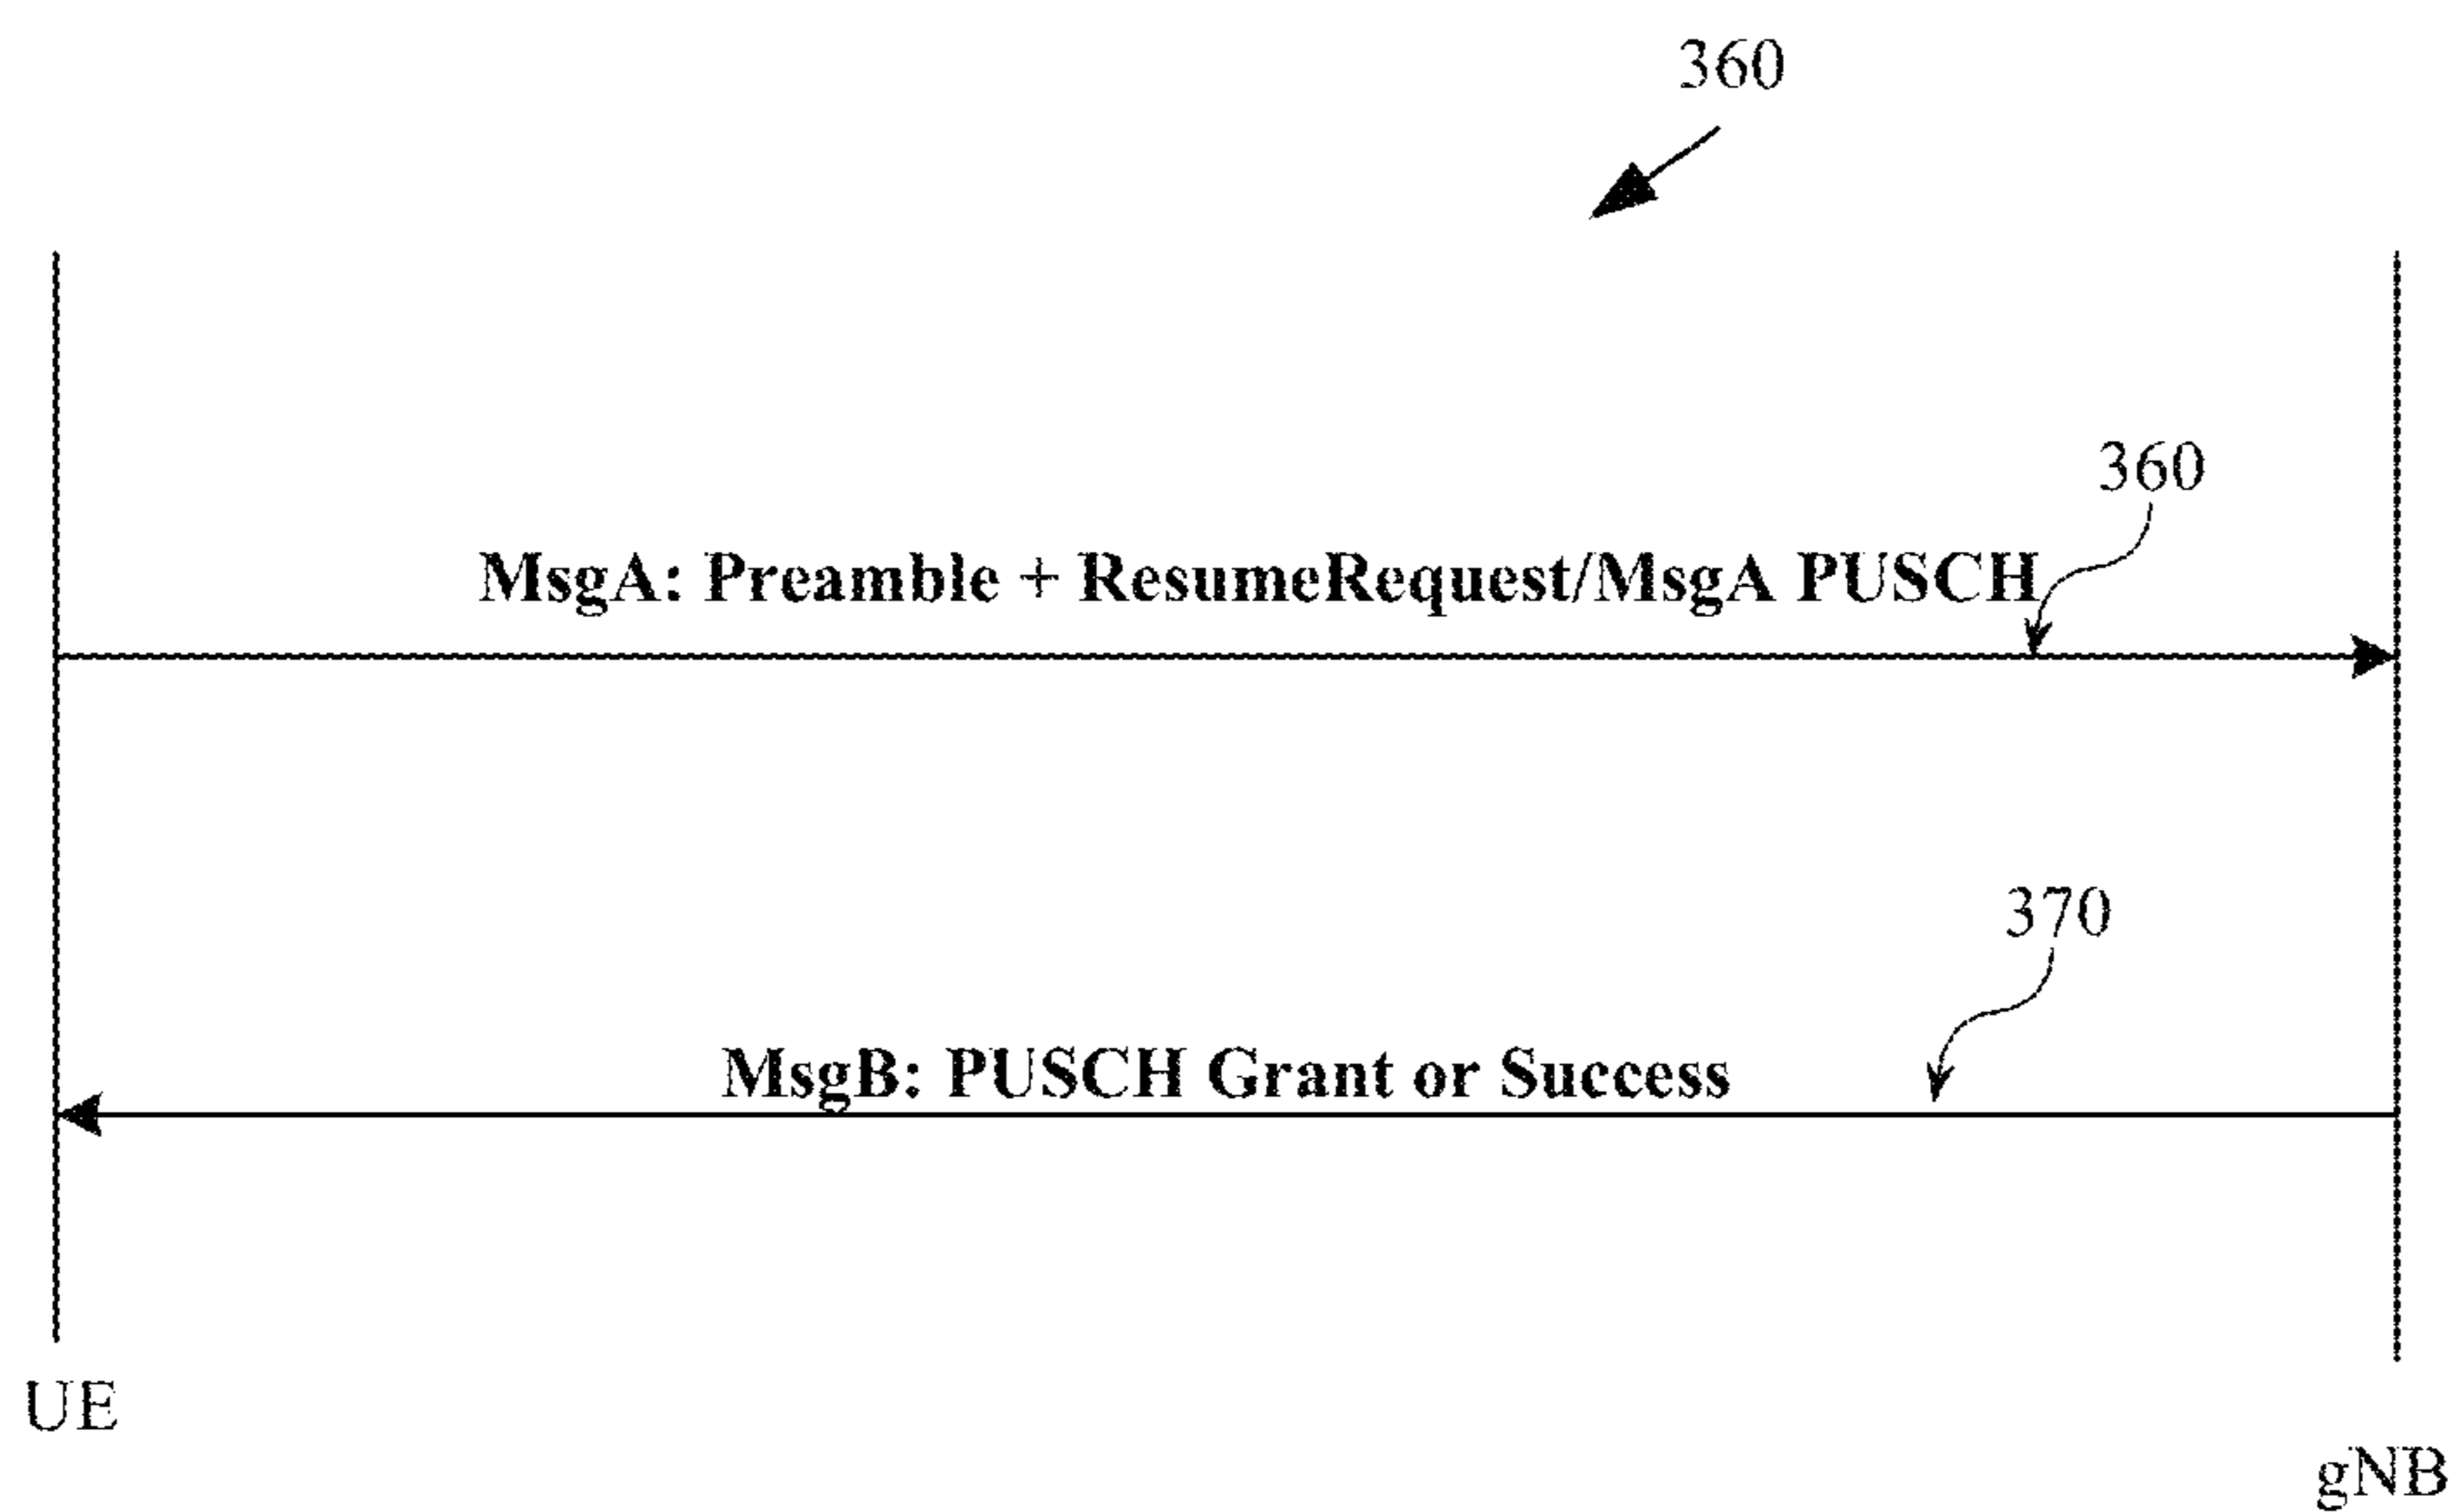 360
360
MsgA: Preamble + ResumeRequest/MsgA PUSCH
370
MsgB: PUSCH Grant or Success
UE
gNB